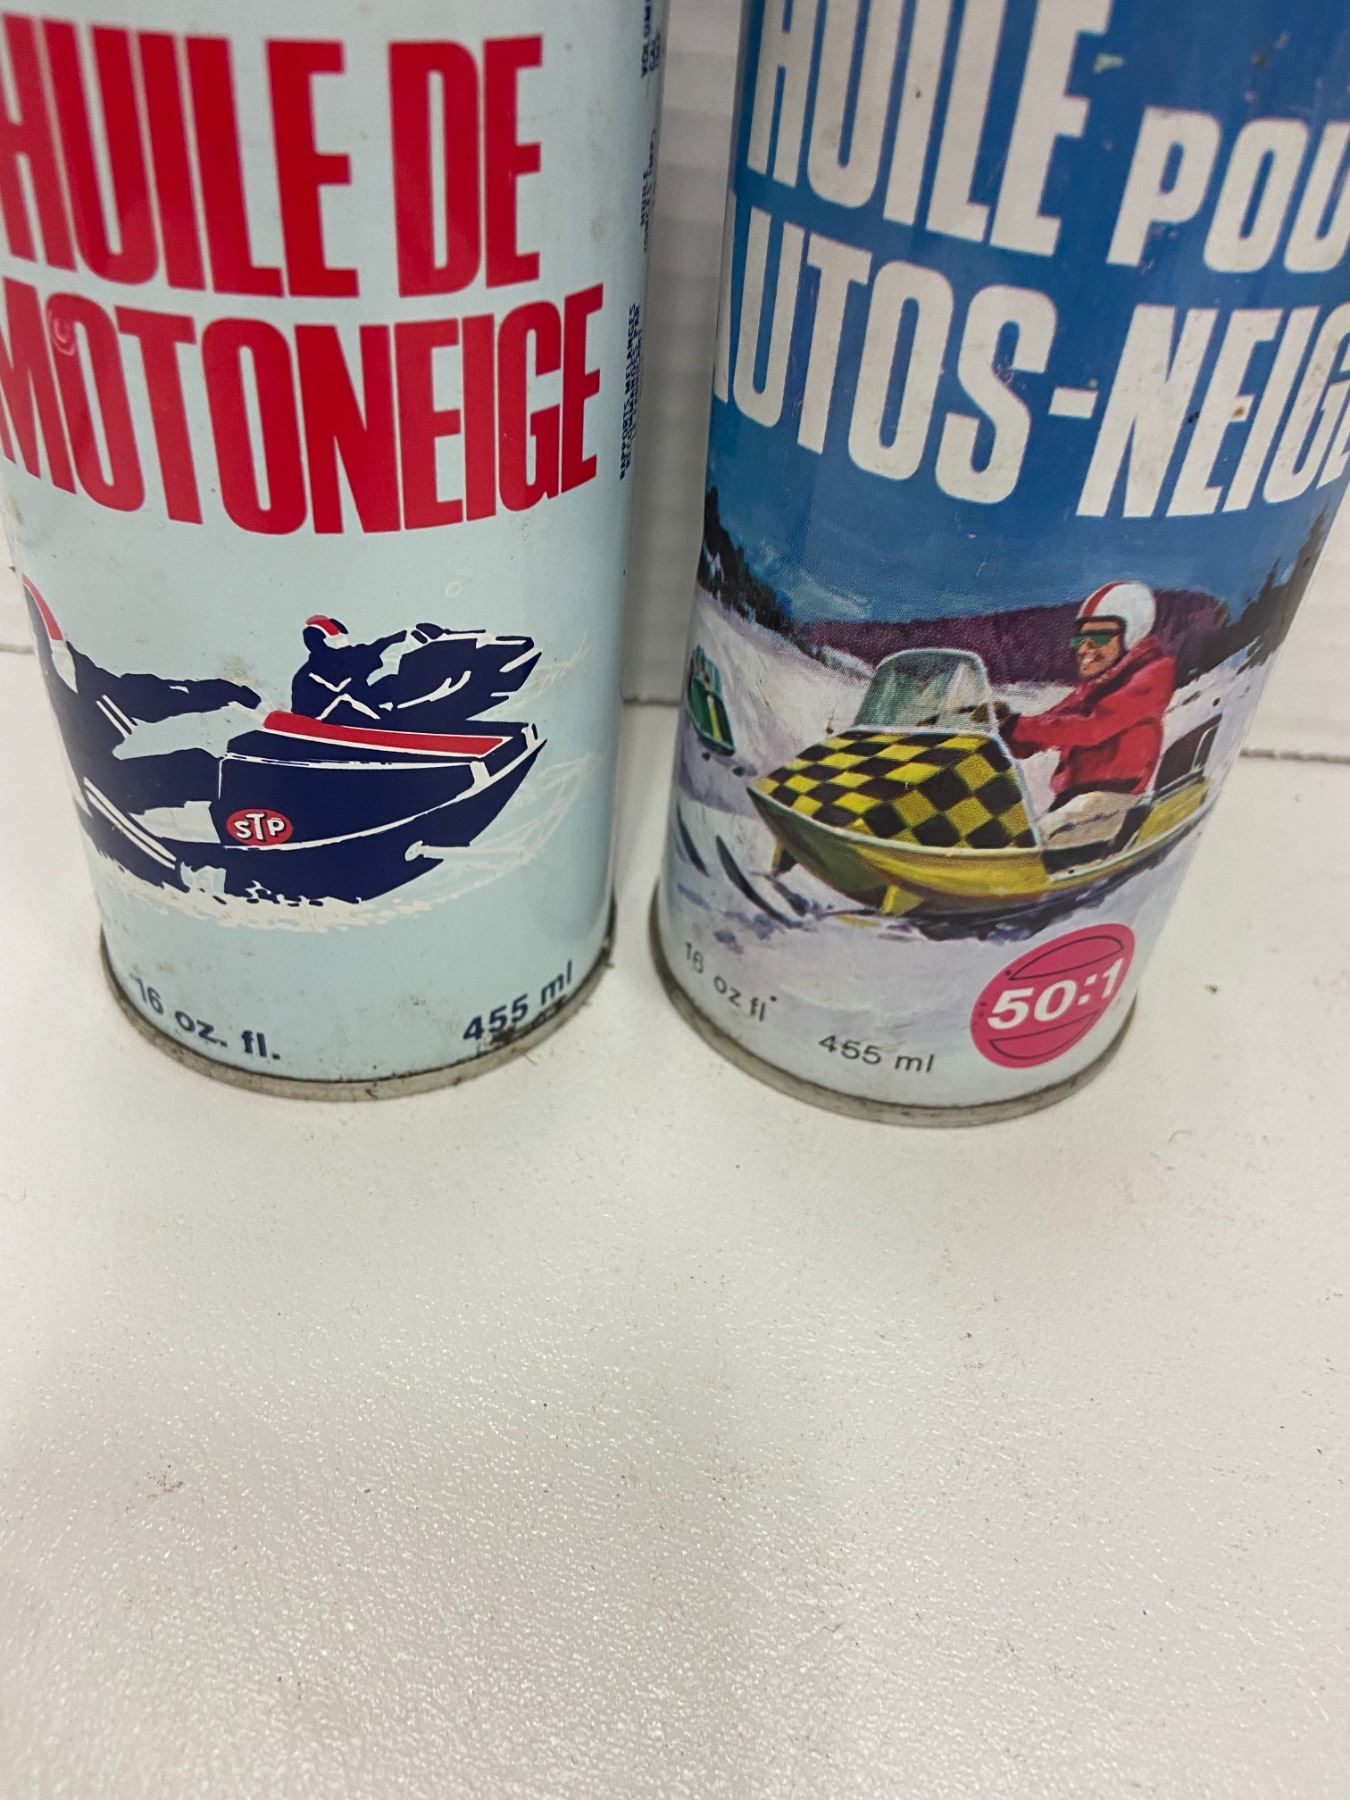 HUILE DE
MOTONEIGE
STP
16 oz. fl.
455 ml
HUILE POU
AUTOS-NEIGE
16 oz fl
455 ml
50:1